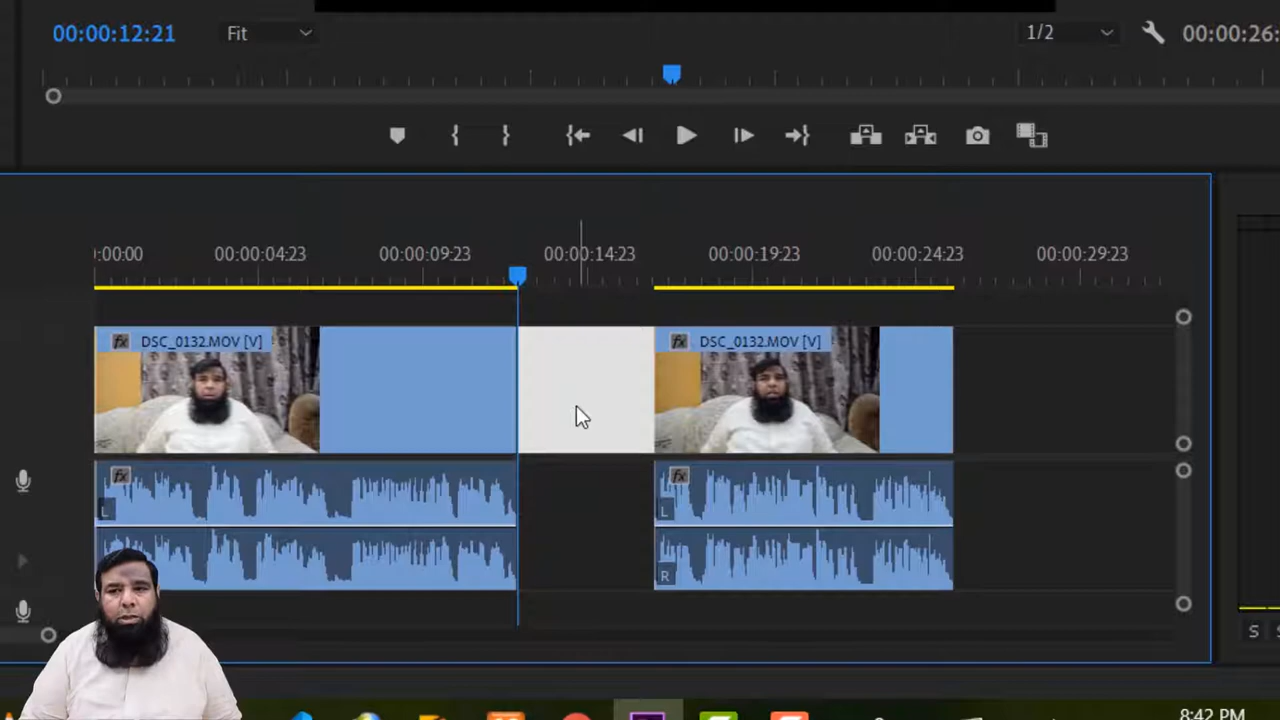 00:00:12:21 Fit 1/2 00:00:26:
:00:00 00:00:04:23 00:00:09:23 00:00:14:23 00:00:19:23 00:00:24:23 00:00:29:23
fx DSC_0132.MOV [V] fx DSC_0132.MOV [V]
fx fx
L L
R
S S
8:42 PM